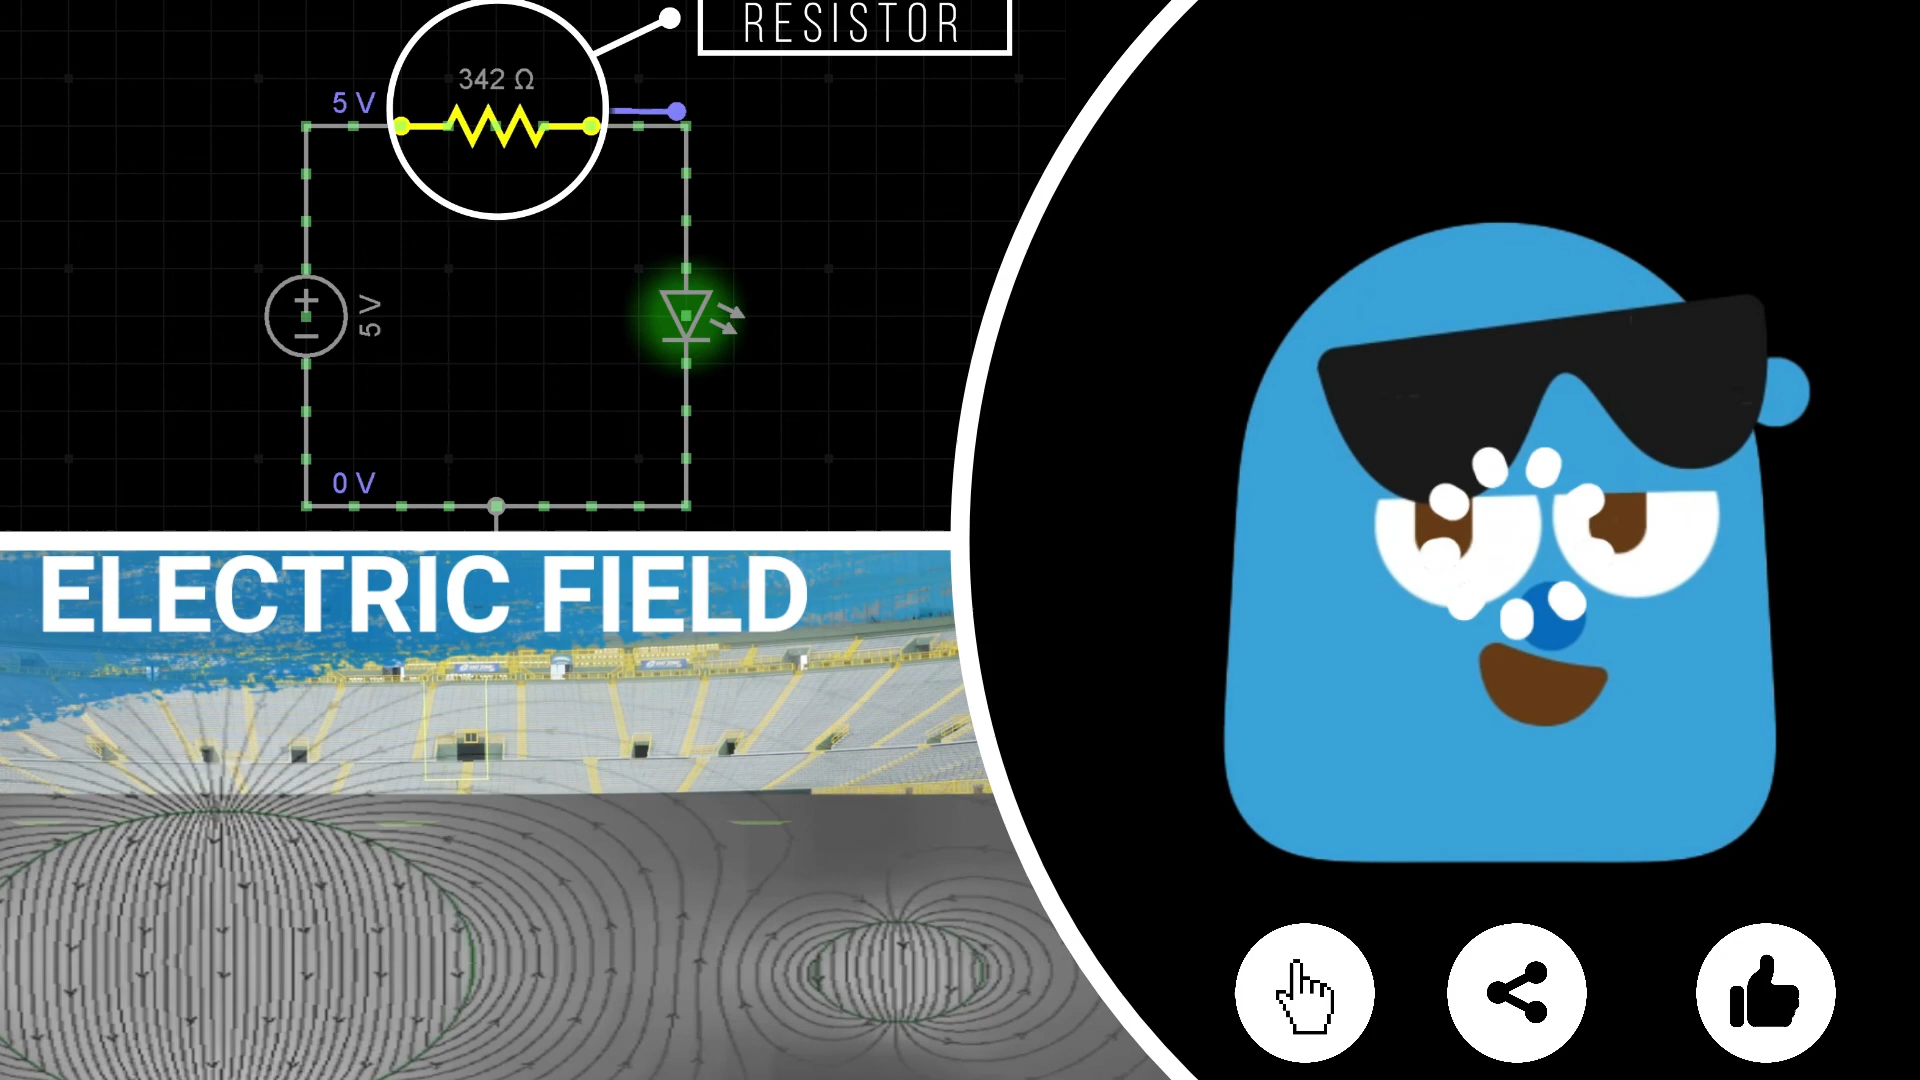 RESISTOR
342 Ω
5 V
5 V
0 V
ELECTRIC FIELD